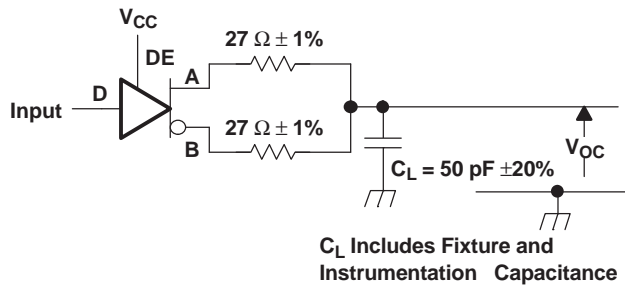 VCC
DE
27 Ω ± 1%
A
Input
D
27 Ω ± 1%
B
CL = 50 pF ±20%
VOC
CL Includes Fixture and
Instrumentation Capacitance